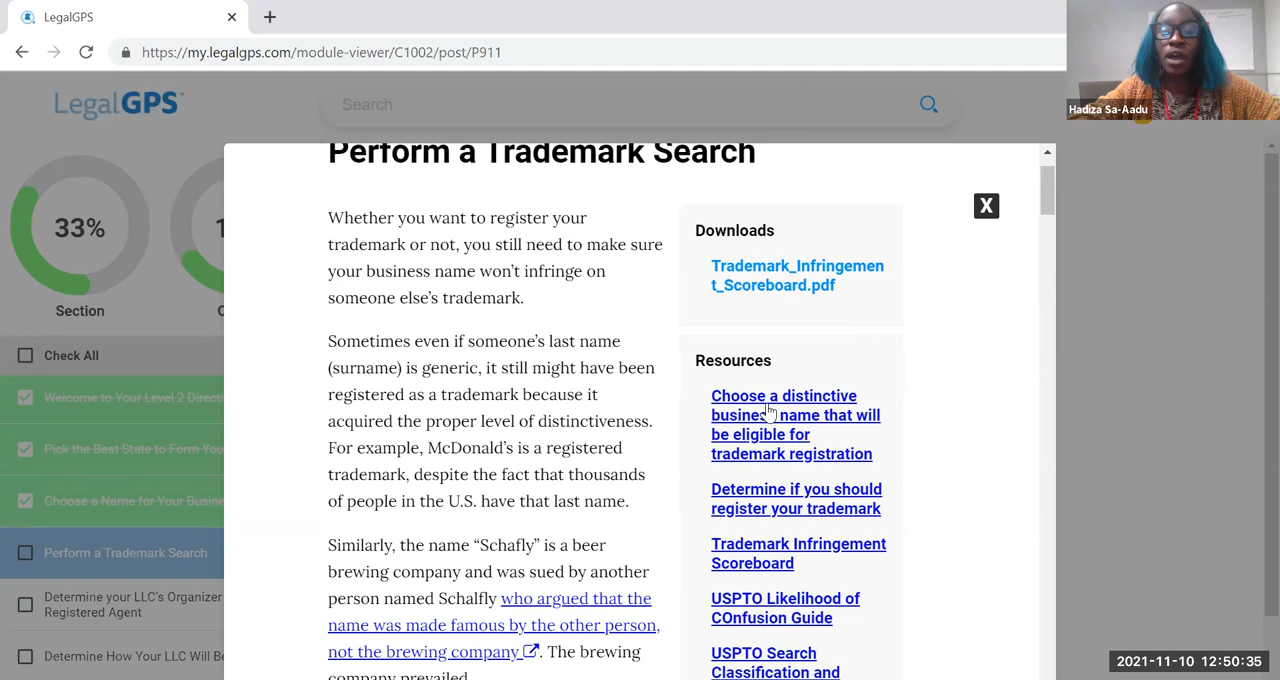 LegalGPS
https://my.legalgps.com/module-viewer/C1002/post/P911
Hadiza Sa-Aadu
LegalGPS
Search
Perform a Trademark Search
X
33%
1
Section
Check All
Welcome to Your Level 2 Directi
Pick the Best State to Form You
Choose a Name for Your Busine
Perform a Trademark Search
Determine your LLC's Organizer
Registered Agent
Determine How Your LLC Will Be
Whether you want to register your
trademark or not, you still need to make sure
your business name won't infringe on
someone else's trademark.
Sometimes even if someone's last name
(surname) is generic, it still might have been
registered as a trademark because it
acquired the proper level of distinctiveness.
For example, McDonald's is a registered
trademark, despite the fact that thousands
of people in the U.S. have that last name.
Similarly, the name “Schafly” is a beer
brewing company and was sued by another
person named Schalfly who argued that the
name was made famous by the other person,
not the brewing company. The brewing
company prevailed
Downloads
Trademark_Infringemen
t_Scoreboard.pdf
Resources
Choose a distinctive
business name that will
be eligible for
trademark registration
Determine if you should
register your trademark
Trademark Infringement
Scoreboard
USPTO Likelihood of
COnfusion Guide
USPTO Search
Classification and
2021-11-10 12:50:35